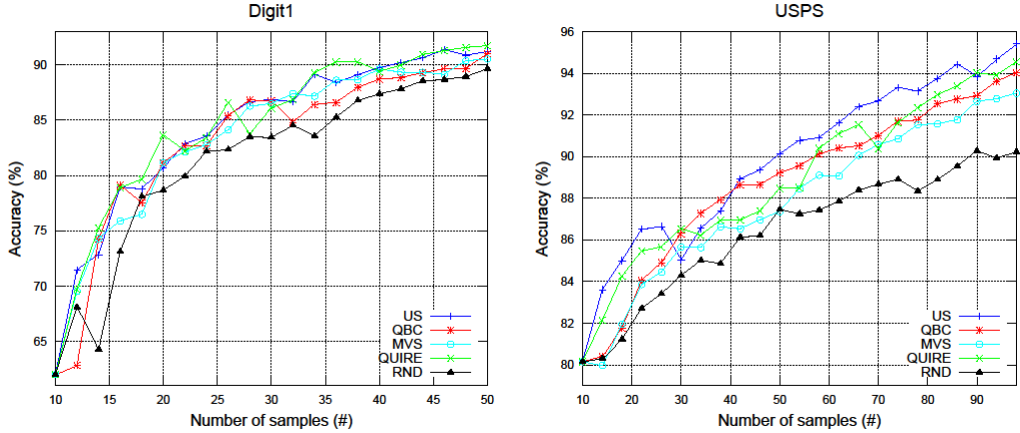 Digit1
Accuracy (%)
90
85
80
75
70
65
US
QBC
MVS
QUIRE
RND
10 15 20 25 30 35 40 45 50
Number of samples (#)
USPS
Accuracy (%)
96
94
92
90
88
86
84
82
80
US
QBC
MVS
QUIRE
RND
10 20 30 40 50 60 70 80 90
Number of samples (#)